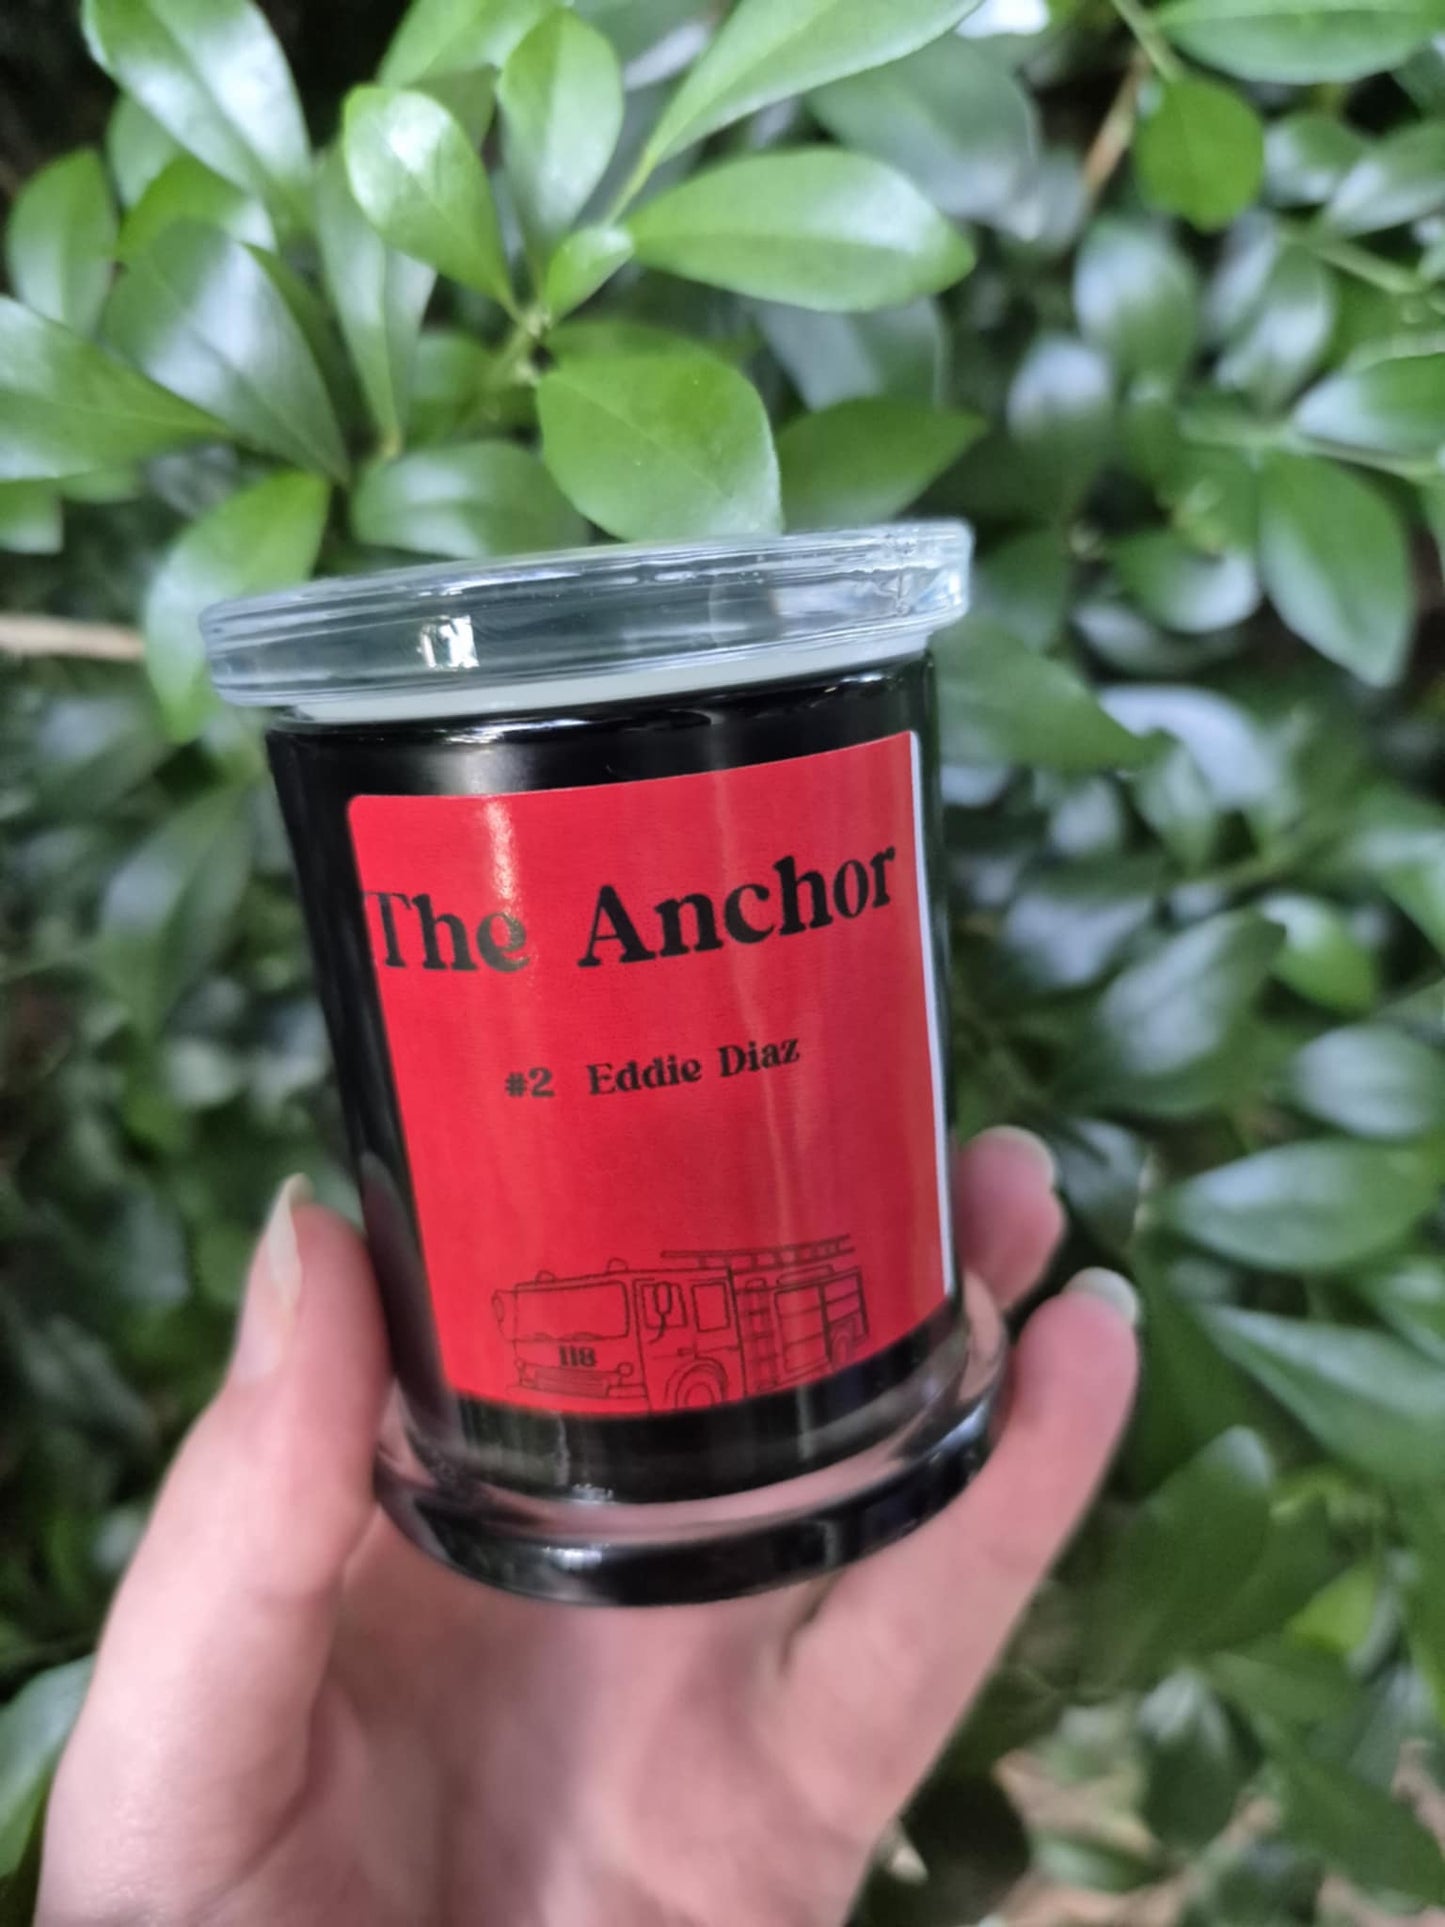 The Anchor
#2 Eddie Diaz
118